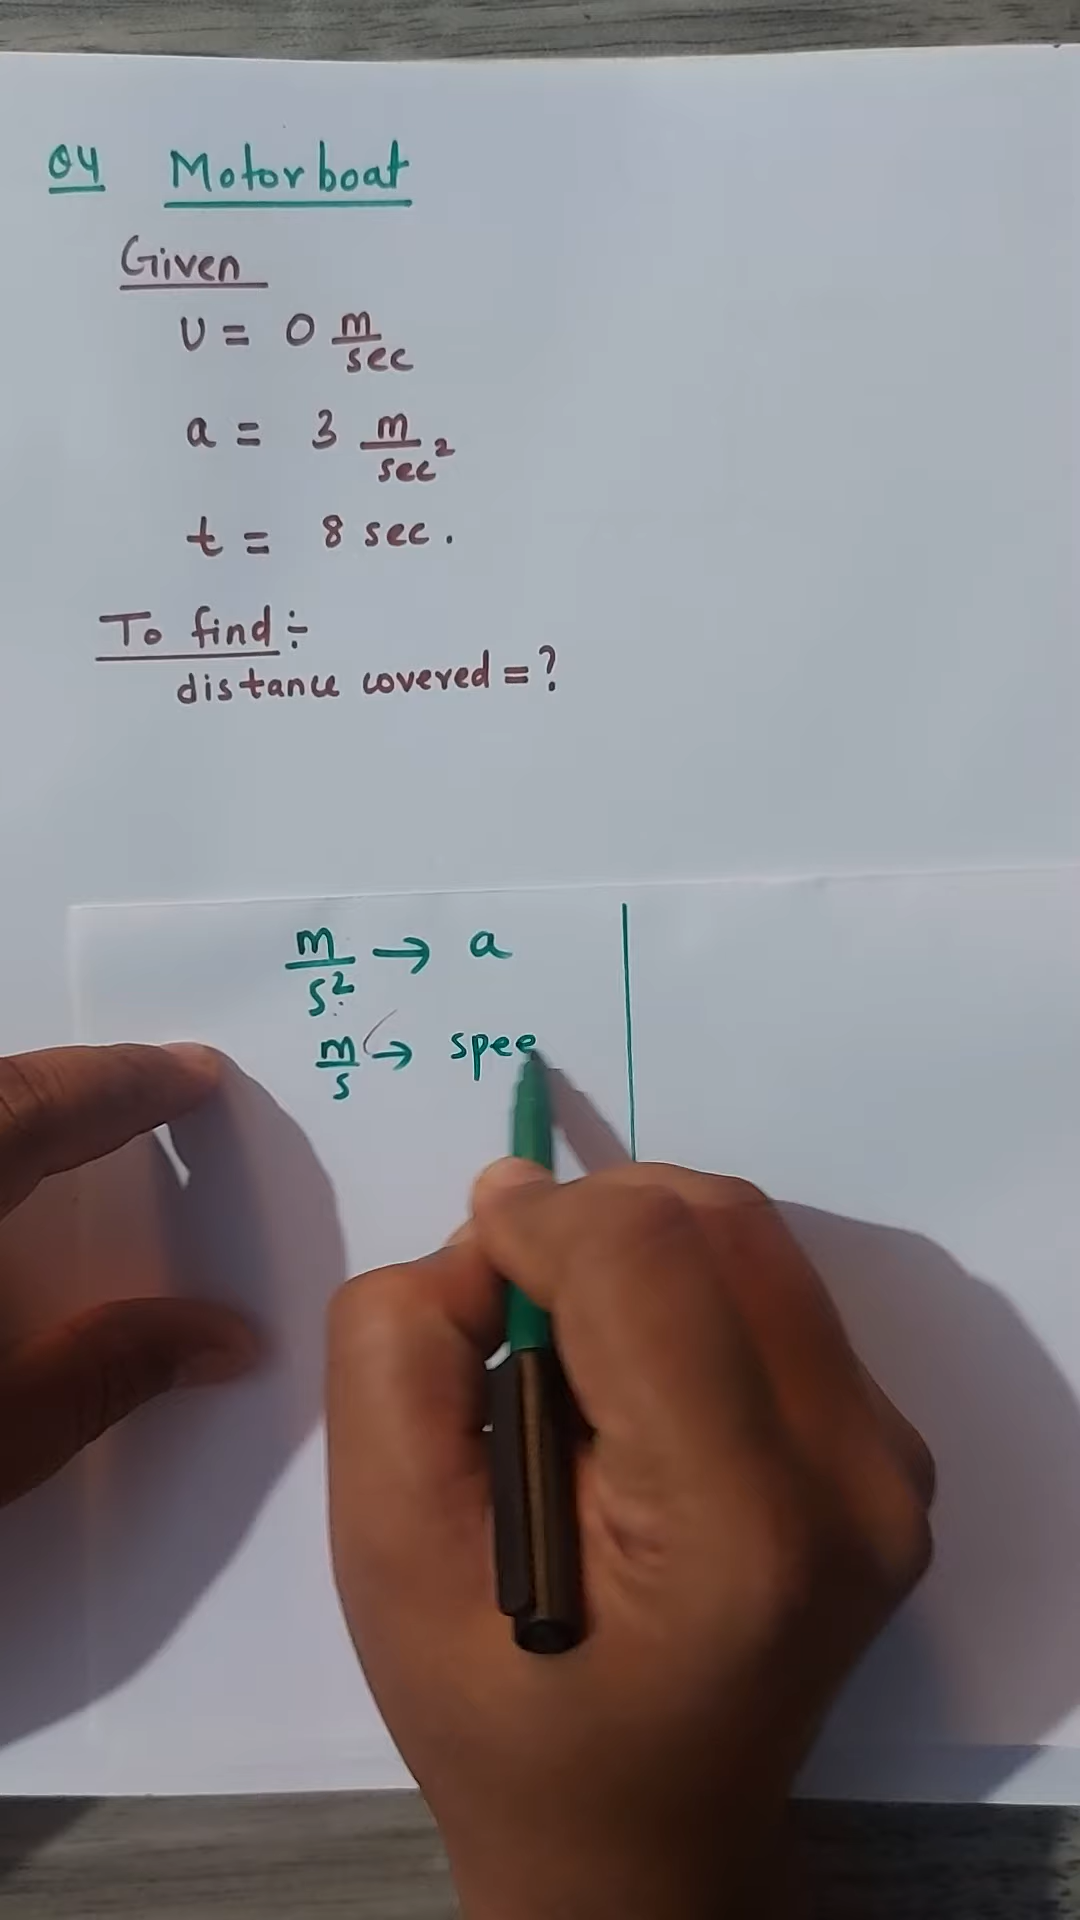 Q4 Motorboat
Given
U = 0 m/sec
a = 3 m/sec²
t = 8 sec.
To find ÷
distance covered = ?
m/s² → a
m/s → spee